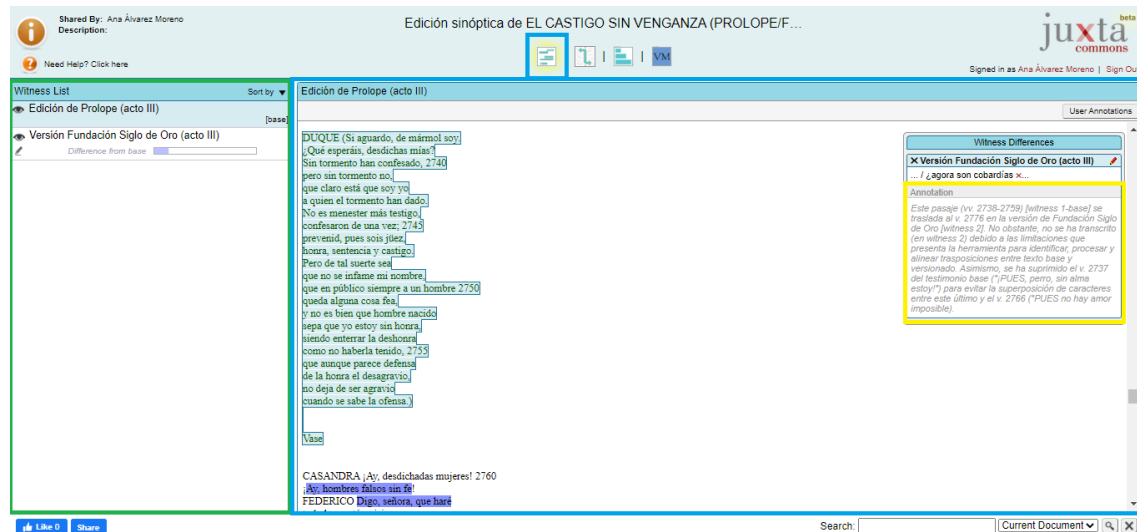 Shared By: Ana Álvarez Moreno
Description:
Need Help? Click here
Edición sinóptica de EL CASTIGO SIN VENGANZA (PROLOPE/F...
VM
juxta beta
commons
Signed in as Ana Álvarez Moreno | Sign Ou
Witness List
Sort by ▼
Edición de Prolope (acto III)
[base]
Versión Fundación Siglo de Oro (acto III)
Difference from base
Edición de Prolope (acto III)
User Annotations
DUQUE (Si aguardo, de mármol soy.
¿Qué esperáis, desdichas mías?
Sin tormento han confesado, 2740
pero sin tormento no,
que claro está que soy yo
a quien el tormento han dado.
No es menester más testigo,
confesaron de una vez; 2745
prevenid, pues sois jüez,
honra, sentencia y castigo.
Pero de tal suerte sea
que no se infame mi nombre,
que en público siempre a un hombre 2750
queda alguna cosa fea,
y no es bien que hombre nacido
sepa que yo estoy sin honra,
siendo enterrar la deshonra
como no haberla tenido, 2755
que aunque parece defensa
de la honra el desagravio,
no deja de ser agravio
cuando se sabe la ofensa.)
Vase
CASANDRA ¡Ay, desdichadas mujeres! 2760
¡Ay, hombres falsos sin fe!
FEDERICO Digo, señora, que haré
Witness Differences
✕ Versión Fundación Siglo de Oro (acto III)
... / ¿agora son cobardías ×...
Annotation
Este pasaje (vv. 2738-2759) [witness 1-base] se
traslada al v. 2776 en la versión de Fundación Siglo
de Oro [witness 2]. No obstante, no se ha transcrito
(en witness 2) debido a las limitaciones que
presenta la herramienta para identificar, procesar y
alinear trasposiciones entre texto base y
versionado. Asimismo, se ha suprimido el v. 2737
del testimonio base ("¡PUES, perro, sin alma
estoy!") para evitar la superposición de caracteres
entre este último y el v. 2766 ("PUES no hay amor
imposible).
Like 0
Share
Search:
Current Document